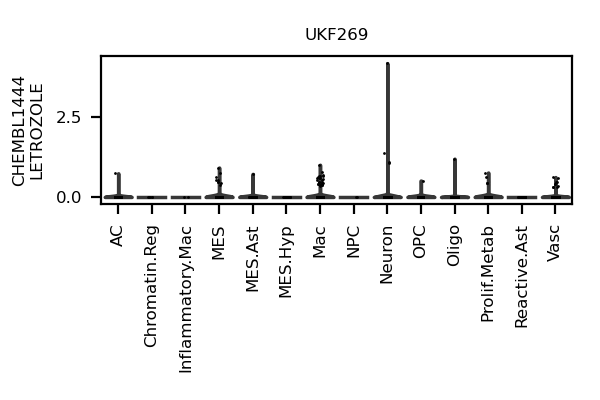 UKF269
CHEMBL1444
LETROZOLE
2.5
0.0
AC
Chromatin.Reg
Inflammatory.Mac
MES
MES.Ast
MES.Hyp
Mac
NPC
Neuron
OPC
Oligo
Prolif.Metab
Reactive.Ast
Vasc